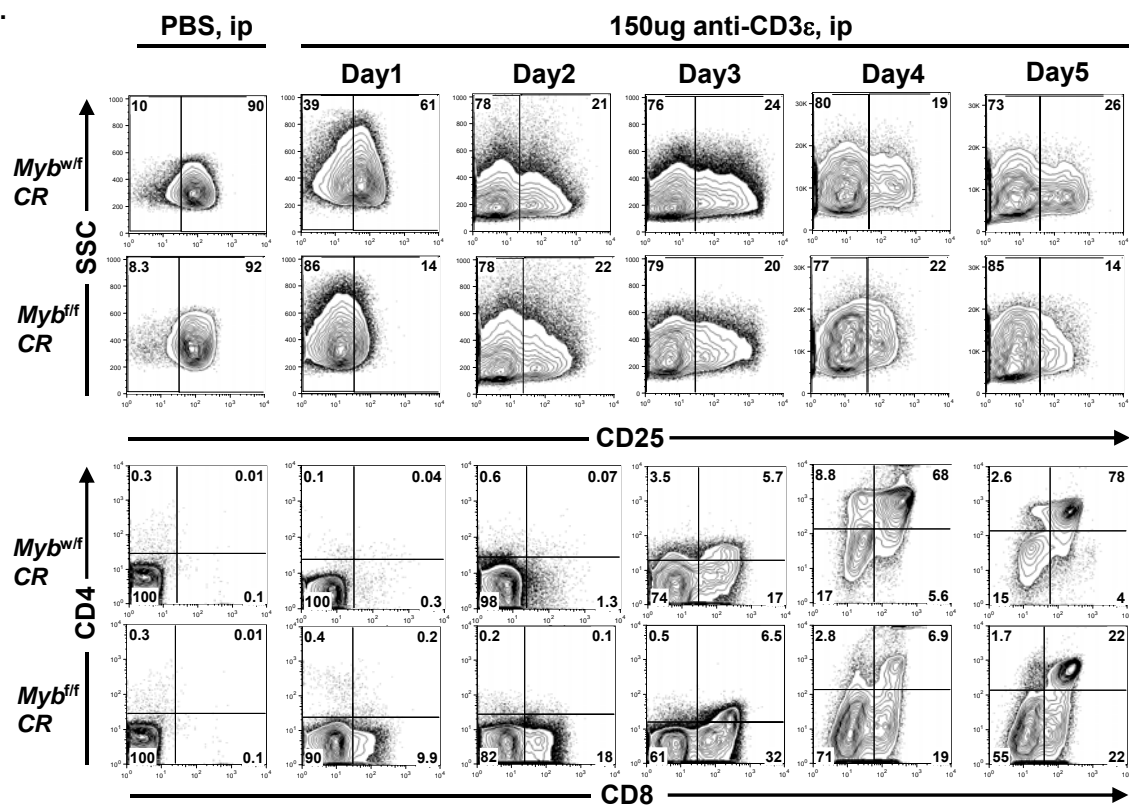 .
PBS, ip 150ug anti-CD3ε, ip
Day1 Day2 Day3 Day4 Day5
Myb^w/f CR
10 90 39 61 78 21 76 24 80 19 73 26
SSC
Myb^f/f CR
8.3 92 86 14 78 22 79 20 77 22 85 14
CD25
Myb^w/f CR
0.3 0.01 0.1 0.04 0.6 0.07 3.5 5.7 8.8 68 2.6 78
100 0.1 100 0.3 98 1.3 74 17 17 5.6 15 4
CD4
Myb^f/f CR
0.3 0.01 0.4 0.2 0.2 0.1 0.5 6.5 2.8 6.9 1.7 22
100 0.1 90 9.9 82 18 61 32 71 19 55 22
CD8